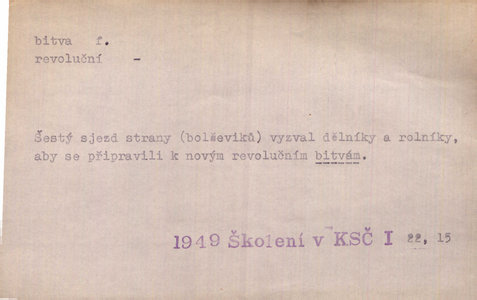 bitva f.
revoluční -
Šestý sjezd strany (bolševiků) vyzval dělníky a rolníky,
aby se připravili k novým revolučním bitvám.
1949 Školení v KSČ I 22, 15